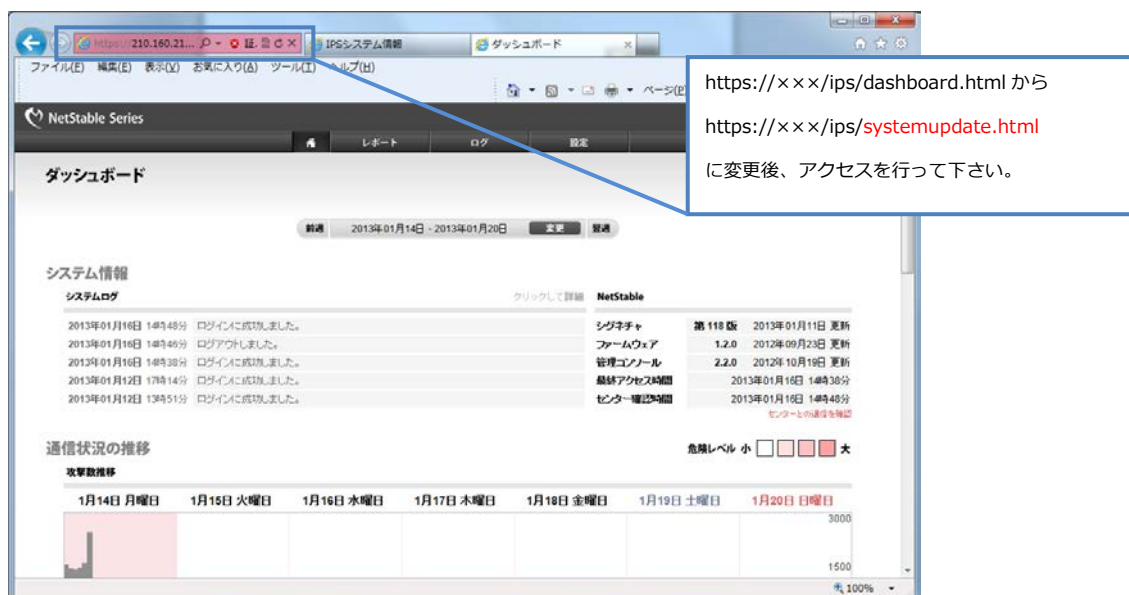 https://210.160.21...
IPSシステム情報
ダッシュボード
ファイル(F) 編集(E) 表示(V) お気に入り(A) ツール(T) ヘルプ(H)
ページ(P)
https://×××/ips/dashboard.html から
https://×××/ips/systemupdate.html
に変更後、アクセスを行って下さい。
NetStable Series
レポート ログ 設定
ダッシュボード
前週 2013年01月14日 - 2013年01月20日 変更 翌週
システム情報
システムログ クリックして詳細
2013年01月16日 14時48分 ログインに成功しました。
2013年01月16日 14時46分 ログアウトしました。
2013年01月16日 14時38分 ログインに成功しました。
2013年01月12日 17時14分 ログインに成功しました。
2013年01月12日 13時51分 ログインに成功しました。
NetStable
シグネチャ 第 118 版 2013年01月11日 更新
ファームウェア 1.2.0 2012年09月23日 更新
管理コンソール 2.2.0 2012年10月19日 更新
最終アクセス時間 2013年01月16日 14時38分
センター確認時間 2013年01月16日 14時48分
センターとの通信を確認
通信状況の推移
危険レベル 小 大
攻撃数推移
1月14日 月曜日 1月15日 火曜日 1月16日 水曜日 1月17日 木曜日 1月18日 金曜日 1月19日 土曜日 1月20日 日曜日
3000
1500
100%